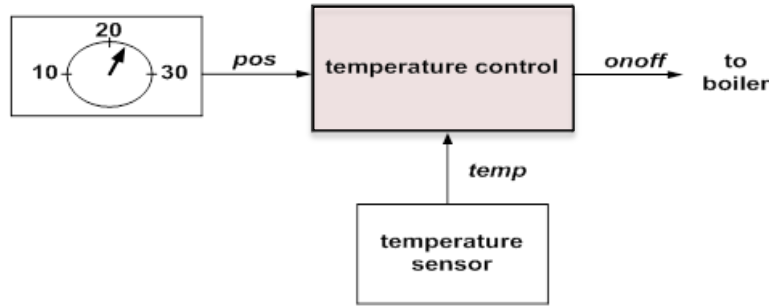 20
10
30
pos
temperature control
onoff
to
boiler
temp
temperature
sensor